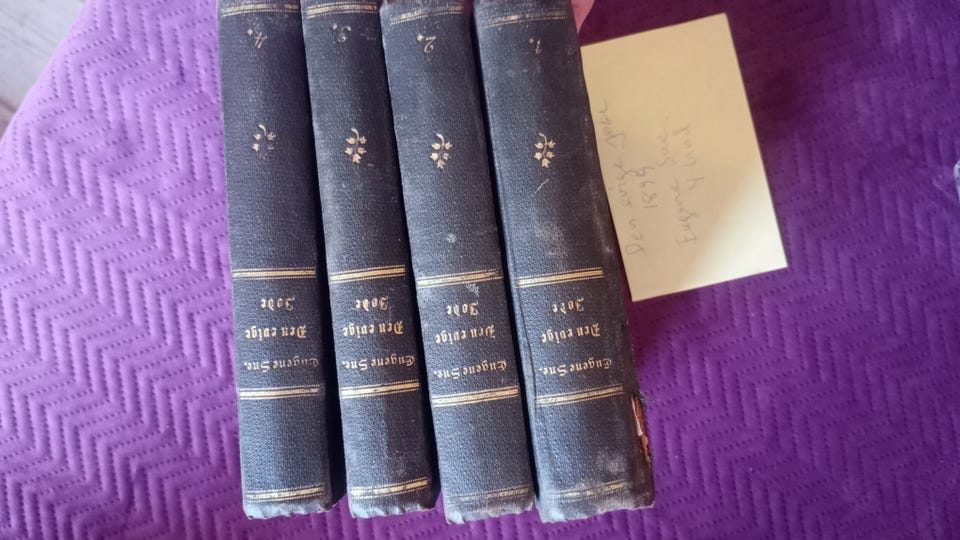 Eugene Sue.
Den evige
Jøde
1.
Eugene Sue.
Den evige
Jøde
2.
Eugene Sue.
Den evige
Jøde
3.
Eugene Sue.
Den evige
Jøde
4.
Den evige Jøde
1899
Eugene Sue.
4 bind